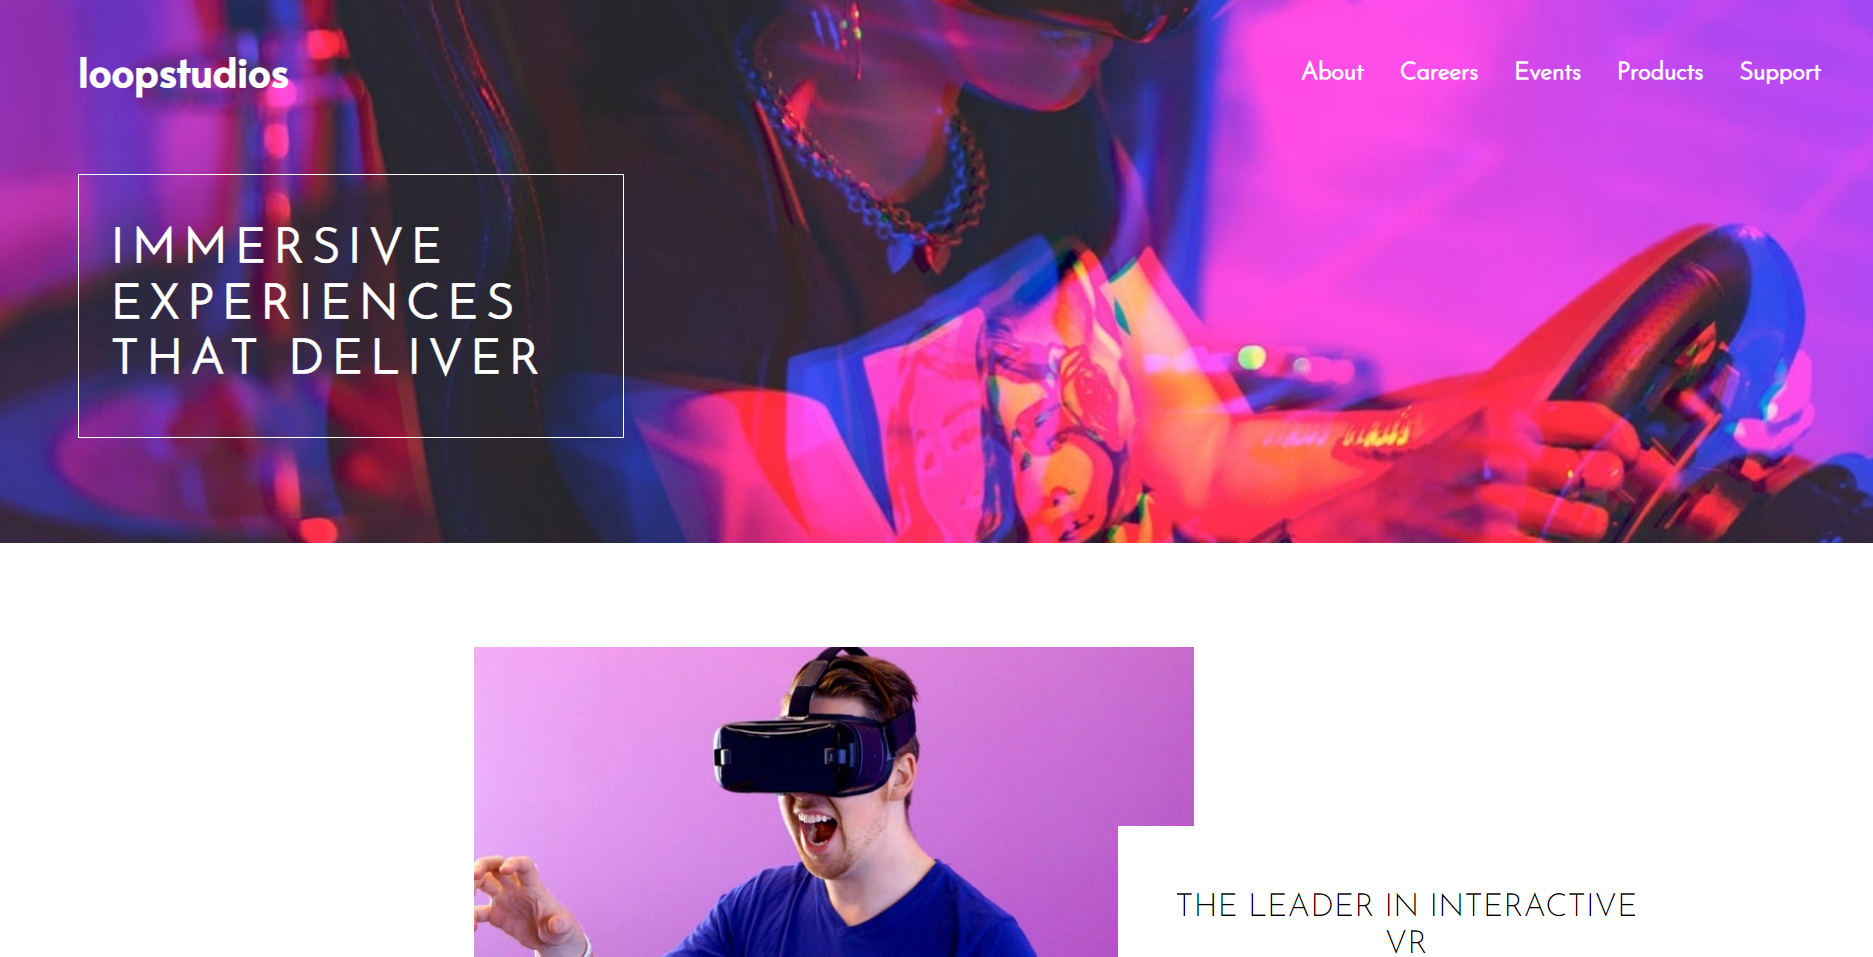 loopstudios
About Careers Events Products Support
IMMERSIVE
EXPERIENCES
THAT DELIVER
THE LEADER IN INTERACTIVE
VR